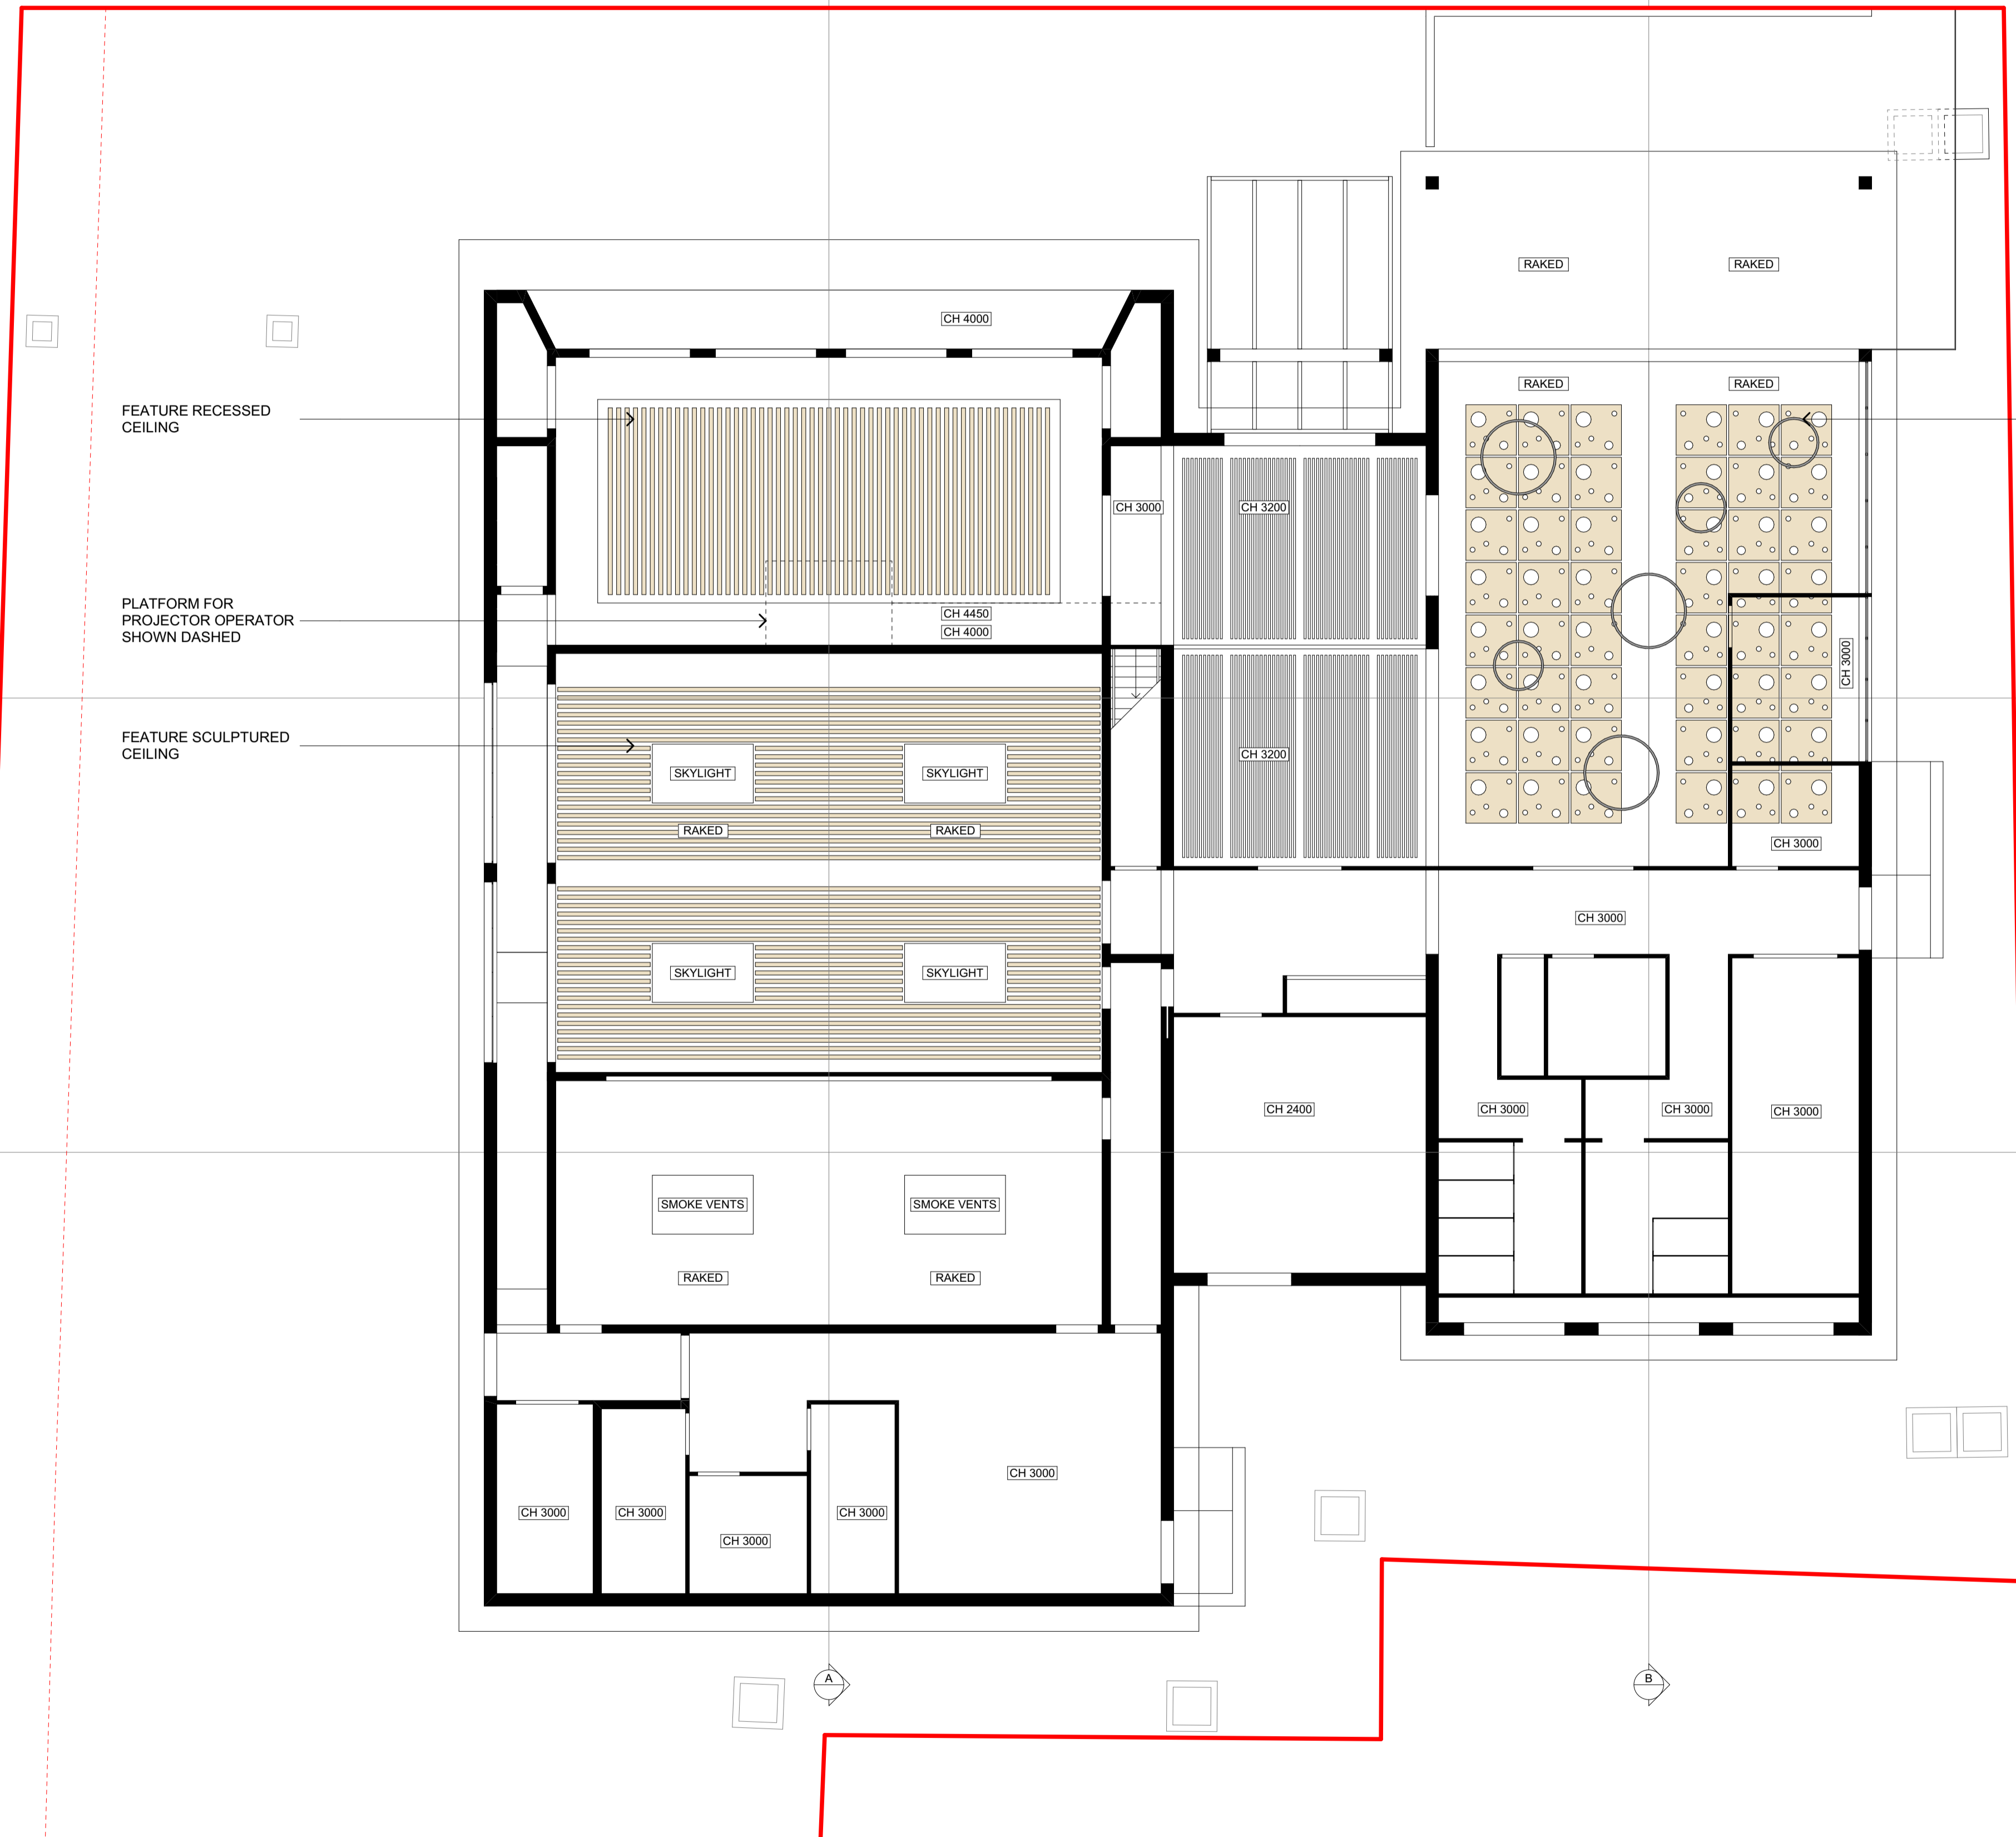 RAKED
RAKED
CH 4000
RAKED
RAKED
FEATURE RECESSED
CEILING
CH 3000
CH 3200
PLATFORM FOR
PROJECTOR OPERATOR
SHOWN DASHED
CH 4450
CH 4000
CH 3000
FEATURE SCULPTURED
CEILING
CH 3200
SKYLIGHT
SKYLIGHT
RAKED
RAKED
CH 3000
CH 3000
SKYLIGHT
SKYLIGHT
CH 2400
CH 3000
CH 3000
CH 3000
SMOKE VENTS
SMOKE VENTS
RAKED
RAKED
CH 3000
CH 3000
CH 3000
CH 3000
CH 3000
A
B